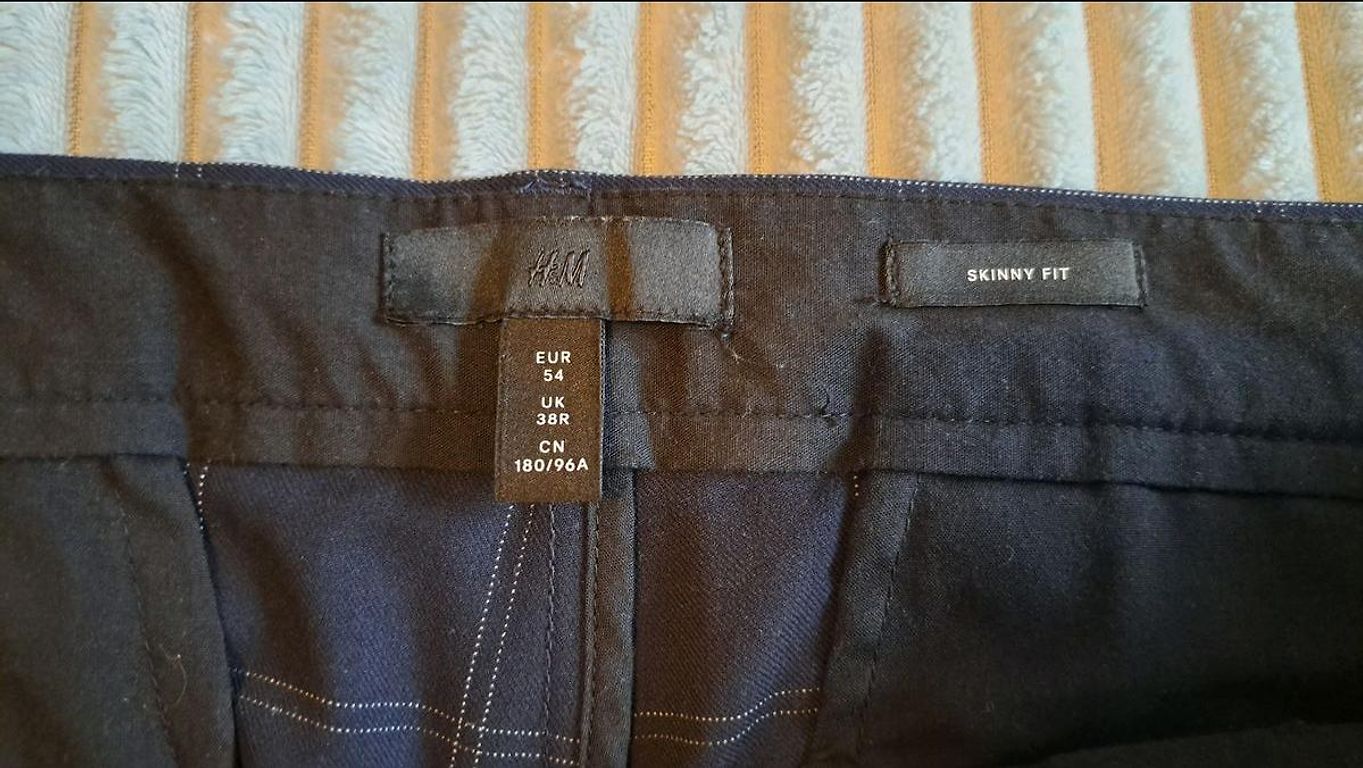 H&M
SKINNY FIT
EUR
54
UK
38R
CN
180/96A